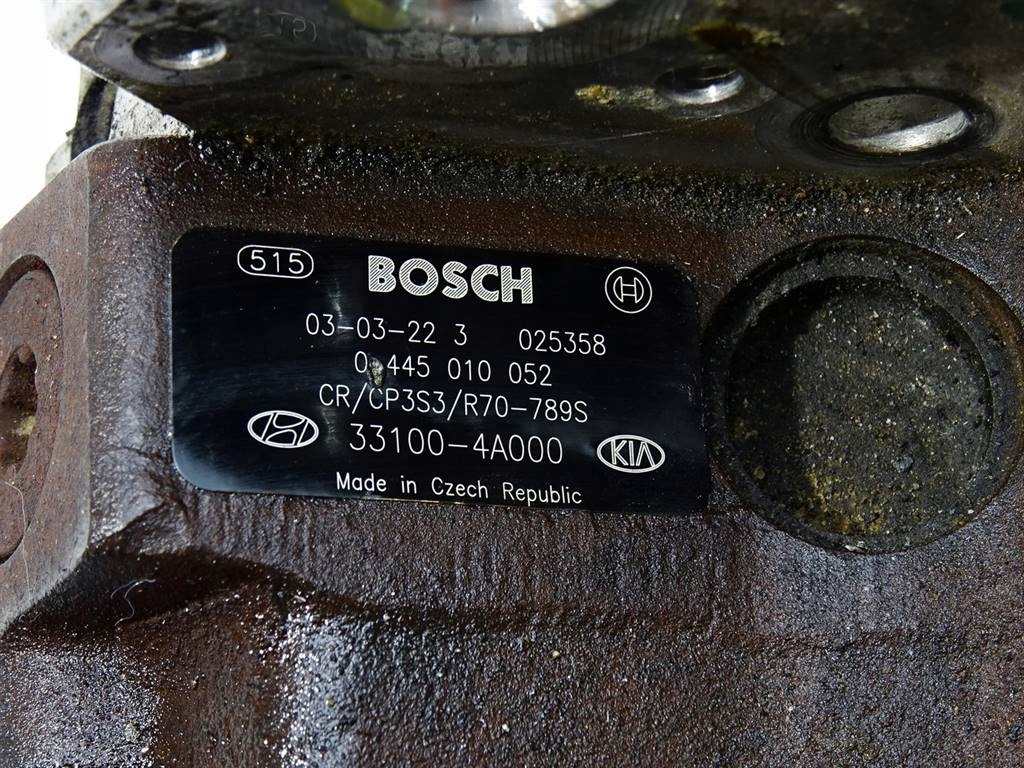 515 BOSCH
03-03-22 3 025358
0 445 010 052
CR/CP3S3/R70-789S
33100-4A000 KIA
Made in Czech Republic